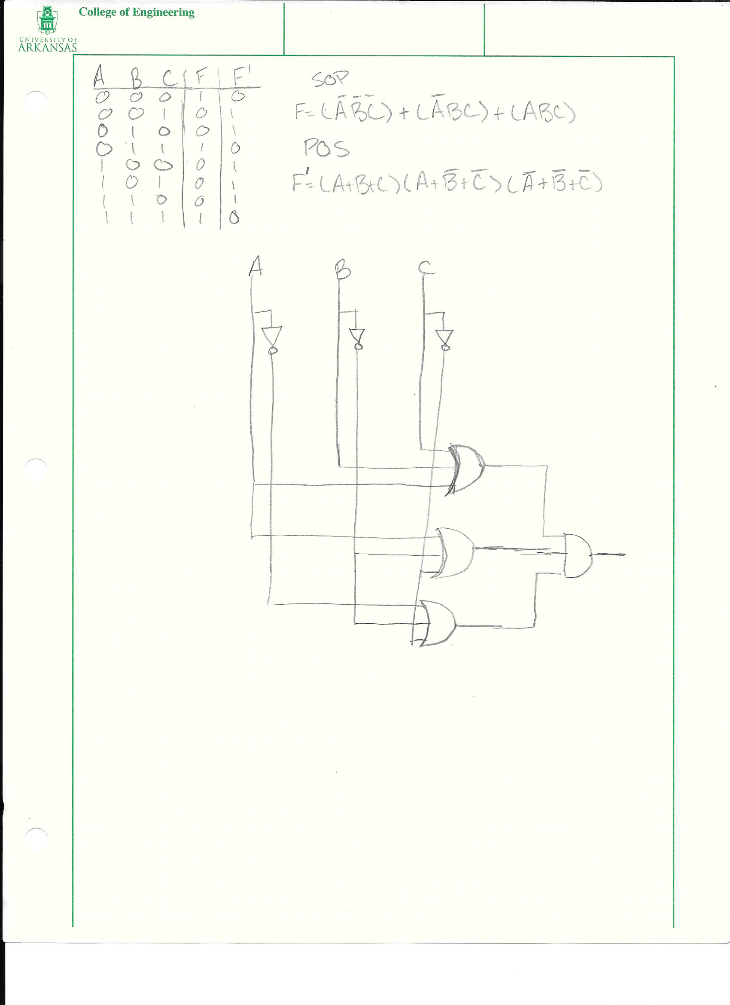 College of Engineering
UNIVERSITY OF
ARKANSAS
A B C F F'
0 0 0 1 0
0 0 1 0 1
0 1 0 0 1
0 1 1 1 0
1 0 0 0 1
1 0 1 0 1
1 1 0 0 1
1 1 1 1 0
SOP
F=(A̅B̅C̅)+(A̅BC)+(ABC)
POS
F'=(A+B+C)(A+B̅+C̅)(A̅+B̅+C̅)
A B C